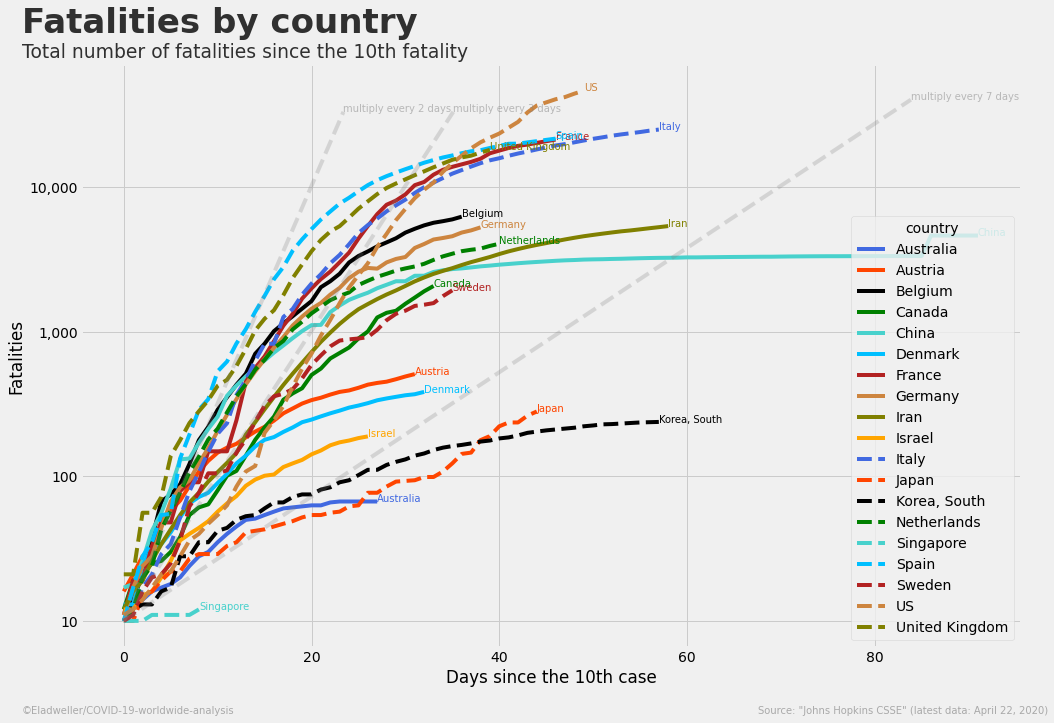 Fatalities by country
Total number of fatalities since the 10th fatality
US
multiply every 2 days
multiply every 3 days
multiply every 7 days
Italy
Spain
France
United Kingdom
10,000
Belgium
Germany
Iran
Netherlands
China
Canada
Sweden
1,000
Austria
Denmark
Japan
Korea, South
Israel
100
Australia
Singapore
10
Fatalities
country
Australia
Austria
Belgium
Canada
China
Denmark
France
Germany
Iran
Israel
Italy
Japan
Korea, South
Netherlands
Singapore
Spain
Sweden
US
United Kingdom
0 20 40 60 80
Days since the 10th case
©Eladweller/COVID-19-worldwide-analysis
Source: "Johns Hopkins CSSE" (latest data: April 22, 2020)